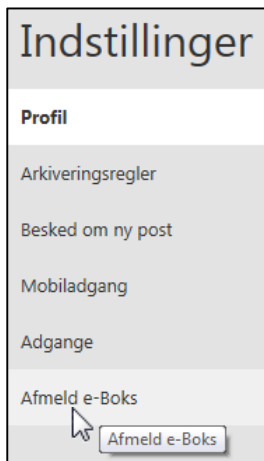 Indstillinger
Profil
Arkiveringsregler
Besked om ny post
Mobiladgang
Adgange
Afmeld e-Boks
Afmeld e-Boks